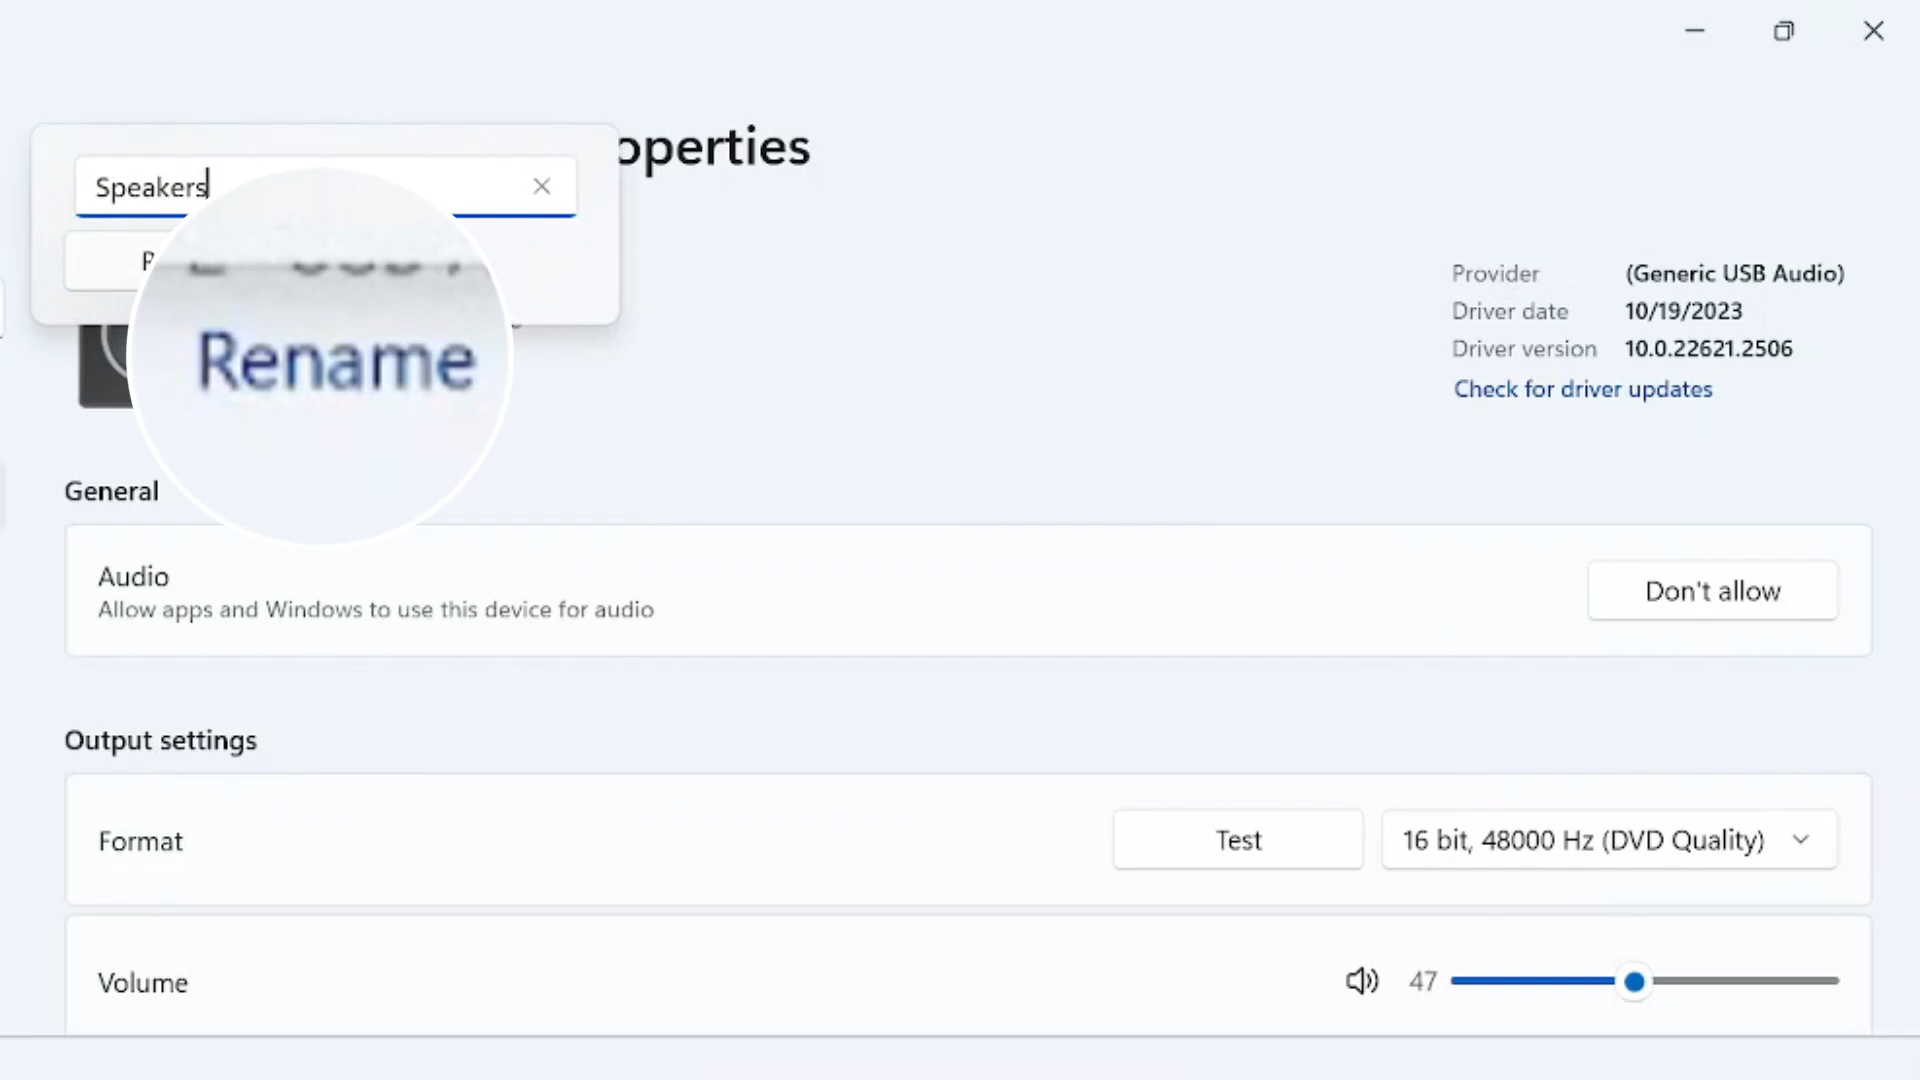 operties
Speakers
Rename
Provider (Generic USB Audio)
Driver date 10/19/2023
Driver version 10.0.22621.2506
Check for driver updates
General
Audio
Allow apps and Windows to use this device for audio
Don't allow
Output settings
Format
Test
16 bit, 48000 Hz (DVD Quality)
Volume
47